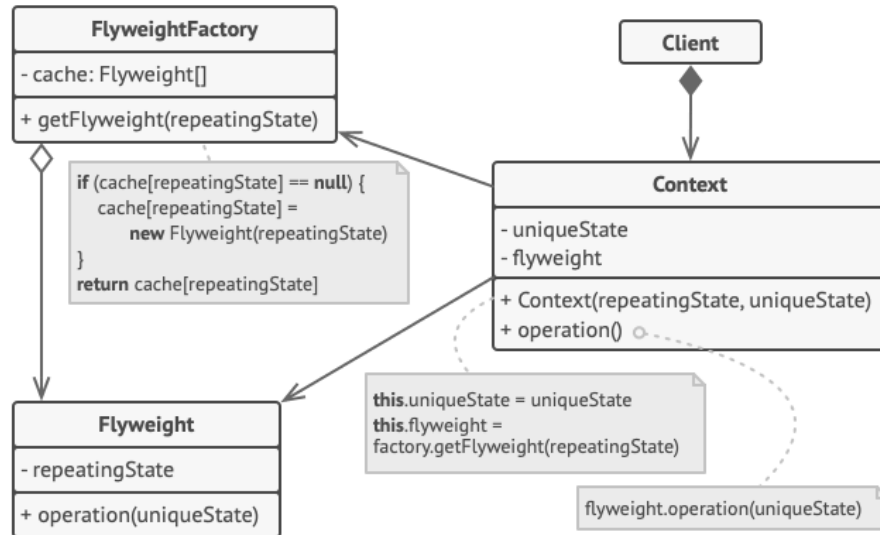 FlyweightFactory
- cache: Flyweight[]
+ getFlyweight(repeatingState)
if (cache[repeatingState] == null) {
cache[repeatingState] =
new Flyweight(repeatingState)
}
return cache[repeatingState]
Client
Context
- uniqueState
- flyweight
+ Context(repeatingState, uniqueState)
+ operation()
this.uniqueState = uniqueState
this.flyweight =
factory.getFlyweight(repeatingState)
flyweight.operation(uniqueState)
Flyweight
- repeatingState
+ operation(uniqueState)